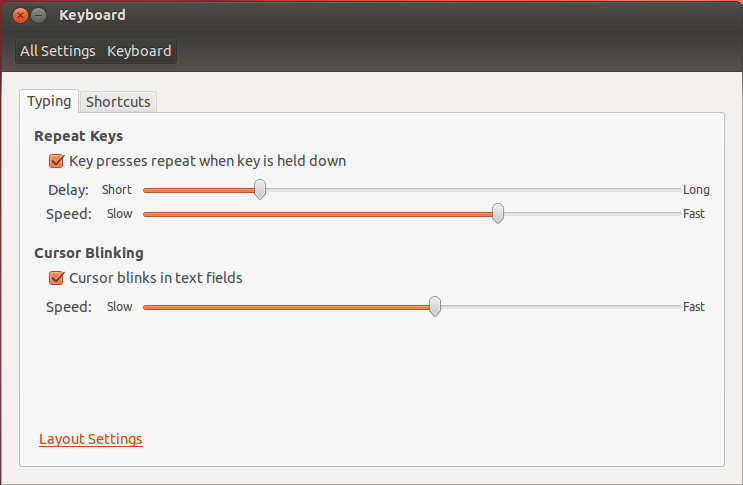 Keyboard
All Settings Keyboard
Typing Shortcuts
Repeat Keys
Key presses repeat when key is held down
Delay: Short Long
Speed: Slow Fast
Cursor Blinking
Cursor blinks in text fields
Speed: Slow Fast
Layout Settings